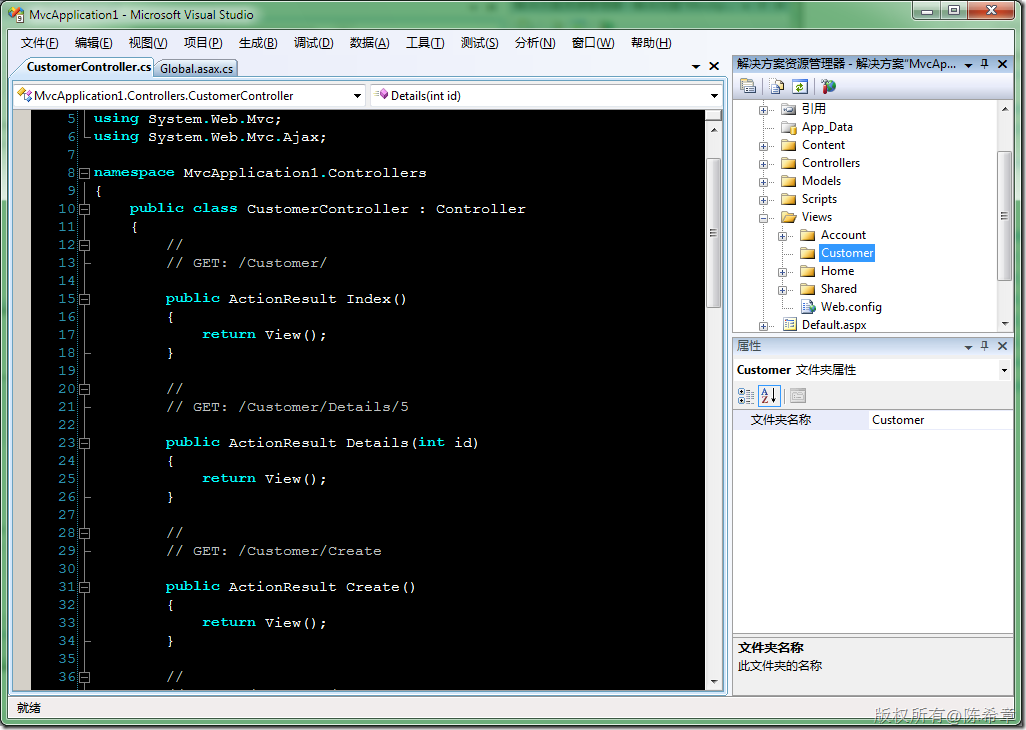 MvcApplication1 - Microsoft Visual Studio
文件(F) 编辑(E) 视图(V) 项目(P) 生成(B) 调试(D) 数据(A) 工具(T) 测试(S) 分析(N) 窗口(W) 帮助(H)
CustomerController.cs Global.asax.cs
MvcApplication1.Controllers.CustomerController Details(int id)
5 using System.Web.Mvc;
6 using System.Web.Mvc.Ajax;
7
8 namespace MvcApplication1.Controllers
9 {
10 public class CustomerController : Controller
11 {
12 //
13 // GET: /Customer/
14
15 public ActionResult Index()
16 {
17 return View();
18 }
19
20 //
21 // GET: /Customer/Details/5
22
23 public ActionResult Details(int id)
24 {
25 return View();
26 }
27
28 //
29 // GET: /Customer/Create
30
31 public ActionResult Create()
32 {
33 return View();
34 }
35
36 //
解决方案资源管理器 - 解决方案"MvcAp...
引用
App_Data
Content
Controllers
Models
Scripts
Views
Account
Customer
Home
Shared
Web.config
Default.aspx
属性
Customer 文件夹属性
文件夹名称 Customer
文件夹名称
此文件夹的名称
就绪
版权所有@陈希章